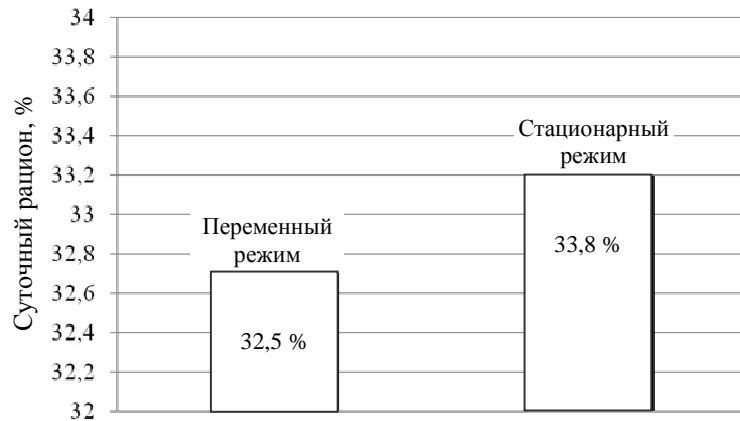 Суточный рацион, %
34
33,8
33,6
33,4
33,2
33
32,8
32,6
32,4
32,2
32
Переменный
режим
32,5 %
Стационарный
режим
33,8 %